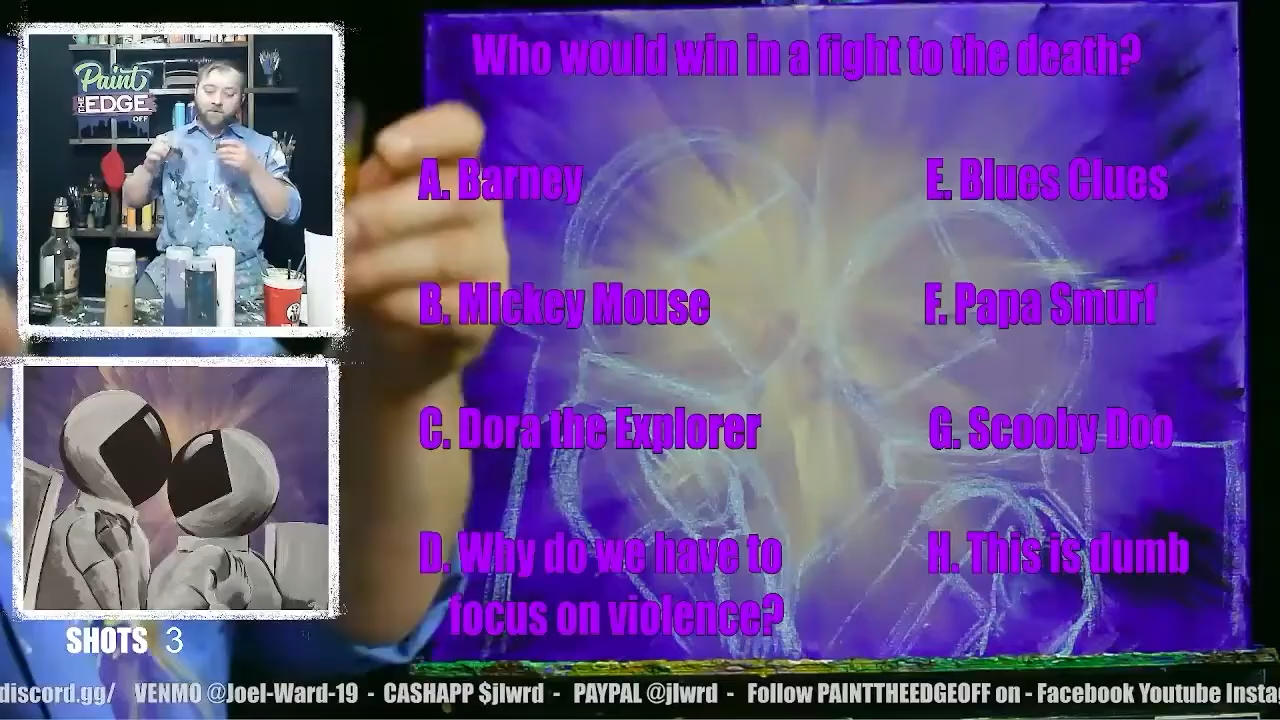 Paint
THE EDGE
OFF
Who would win in a fight to the death?
A. Barney
E. Blues Clues
B. Mickey Mouse
F. Papa Smurf
C. Dora the Explorer
G. Scooby Doo
D. Why do we have to
focus on violence?
H. This is dumb
SHOTS 3
discord.gg/ VENMO @Joel-Ward-19 - CASHAPP $jlwrd - PAYPAL @jlwrd - Follow PAINTTHEEDGEOFF on - Facebook Youtube Insta